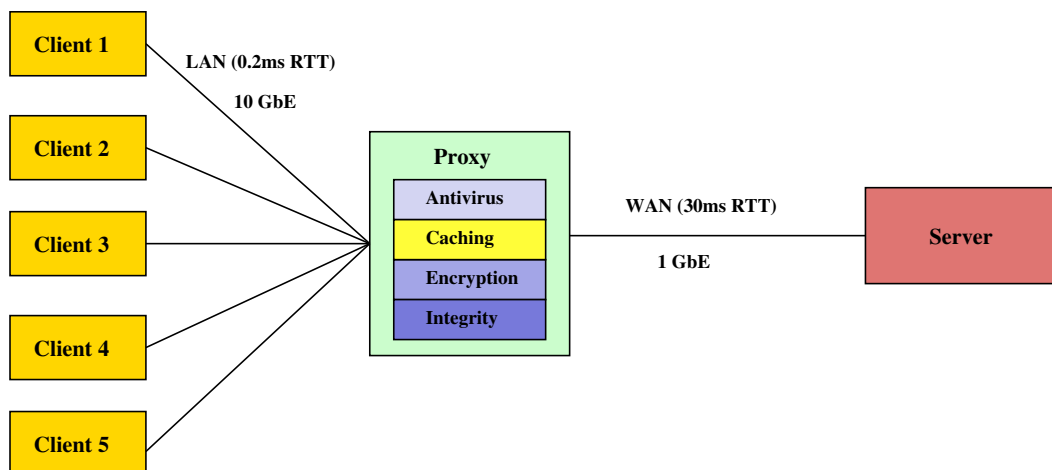 Client 1
Client 2
Client 3
Client 4
Client 5
LAN (0.2ms RTT)
10 GbE
Proxy
Antivirus
Caching
Encryption
Integrity
WAN (30ms RTT)
1 GbE
Server